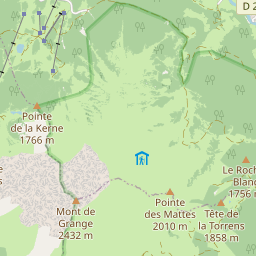 D 2
Pointe
de la Kerne
1766 m
Le Roch
Blanc
1756 m
Pointe
des Mattes
2010 m
Mont de
Grange
2432 m
Tête de
la Torrens
1858 m